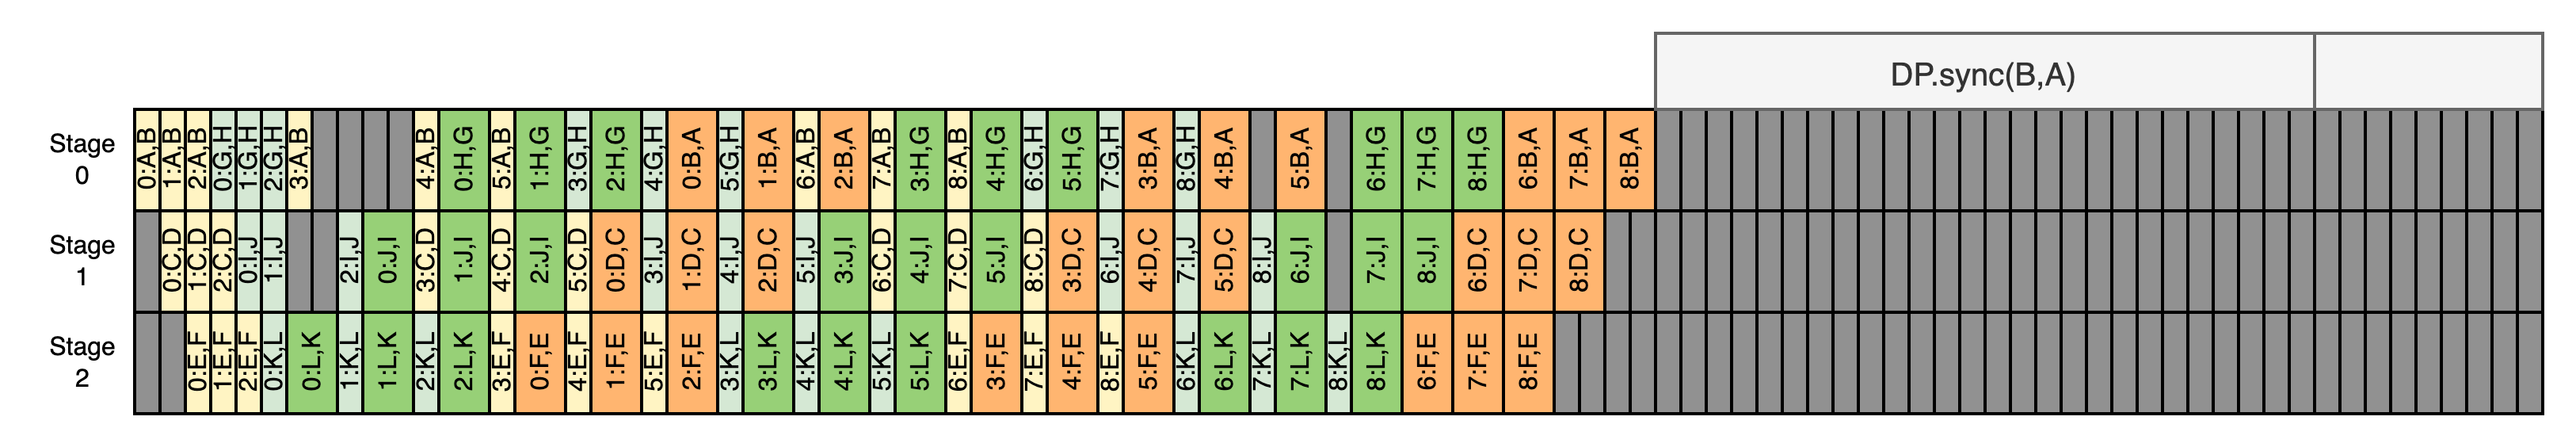 DP.sync(B,A)
Stage
0
0:A,B
1:A,B
2:A,B
0:G,H
1:G,H
2:G,H
3:A,B
4:A,B
0:H,G
5:A,B
1:H,G
3:G,H
2:H,G
4:G,H
0:B,A
5:G,H
1:B,A
6:A,B
2:B,A
7:A,B
3:H,G
8:A,B
4:H,G
6:G,H
5:H,G
7:G,H
3:B,A
8:G,H
4:B,A
5:B,A
6:H,G
7:H,G
8:H,G
6:B,A
7:B,A
8:B,A
Stage
1
0:C,D
1:C,D
2:C,D
0:I,J
1:I,J
2:I,J
0:J,I
3:C,D
1:J,I
4:C,D
2:J,I
5:C,D
0:D,C
3:I,J
1:D,C
4:I,J
2:D,C
5:I,J
3:J,I
6:C,D
4:J,I
7:C,D
5:J,I
8:C,D
3:D,C
6:I,J
4:D,C
7:I,J
5:D,C
8:I,J
6:J,I
7:J,I
8:J,I
6:D,C
7:D,C
8:D,C
Stage
2
0:E,F
1:E,F
2:E,F
0:K,L
0:L,K
1:K,L
1:L,K
2:K,L
2:L,K
3:E,F
0:F,E
4:E,F
1:F,E
5:E,F
2:F,E
3:K,L
3:L,K
4:K,L
4:L,K
5:K,L
5:L,K
6:E,F
3:F,E
7:E,F
4:F,E
8:E,F
5:F,E
6:K,L
6:L,K
7:K,L
7:L,K
8:K,L
8:L,K
6:F,E
7:F,E
8:F,E